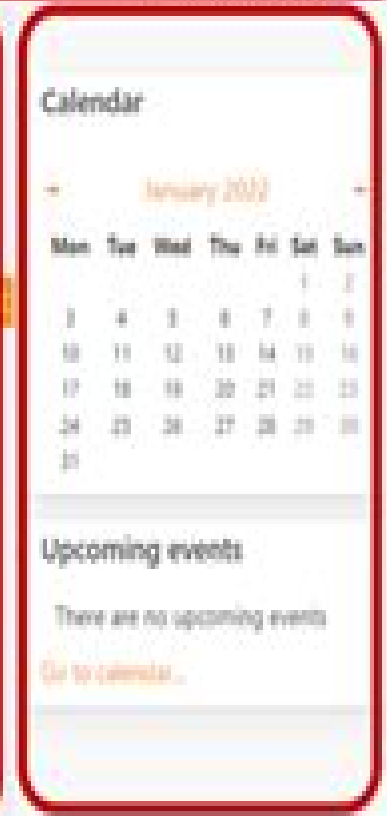 Calendar
January 2022
Mon Tue Wed Thu Fri Sat Sun
1 2
3 4 5 6 7 8 9
10 11 12 13 14 15 16
17 18 19 20 21 22 23
24 25 26 27 28 29 30
31
Upcoming events
There are no upcoming events
Go to calendar...